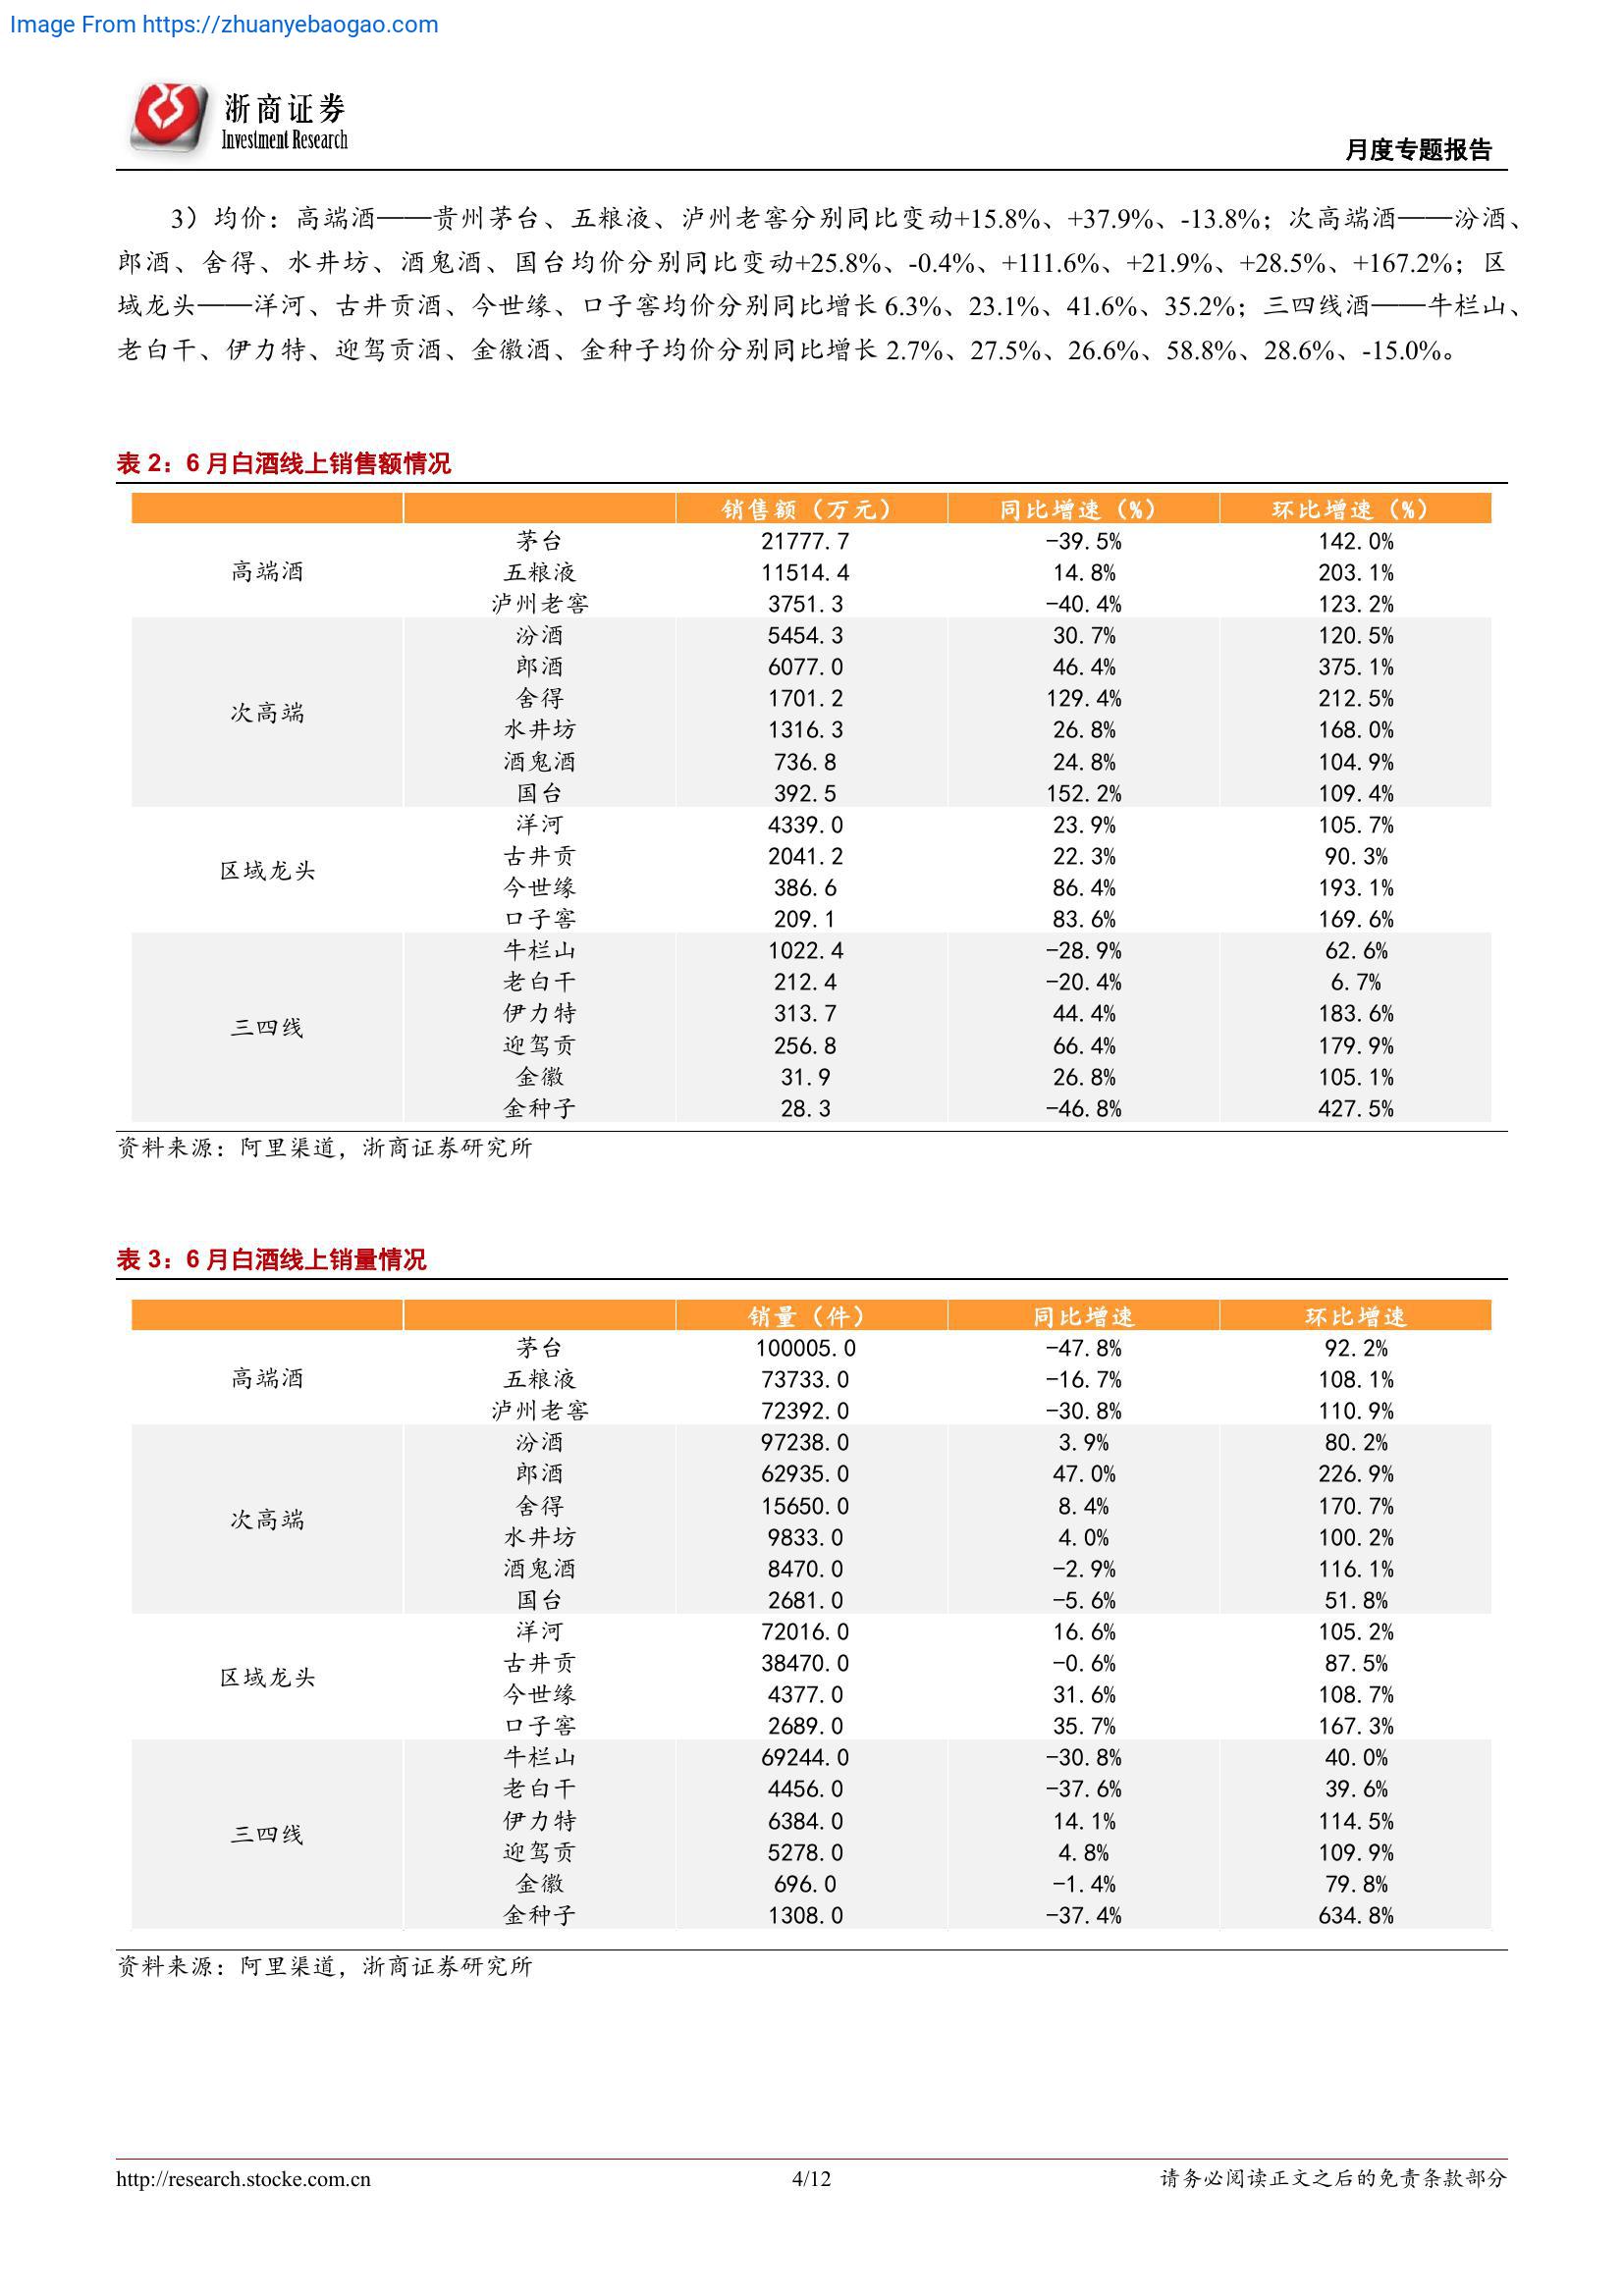 Image From https://zhuanyebaogao.com
浙商证券
Investment Research
月度专题报告
3）均价：高端酒——贵州茅台、五粮液、泸州老窖分别同比变动+15.8%、+37.9%、-13.8%；次高端酒——汾酒、
郎酒、舍得、水井坊、酒鬼酒、国台均价分别同比变动+25.8%、-0.4%、+111.6%、+21.9%、+28.5%、+167.2%；区
域龙头——洋河、古井贡酒、今世缘、口子窖均价分别同比增长 6.3%、23.1%、41.6%、35.2%；三四线酒——牛栏山、
老白干、伊力特、迎驾贡酒、金徽酒、金种子均价分别同比增长 2.7%、27.5%、26.6%、58.8%、28.6%、-15.0%。
表 2：6 月白酒线上销售额情况
销售额（万元） 同比增速（%） 环比增速（%）
高端酒
茅台 21777.7 -39.5% 142.0%
五粮液 11514.4 14.8% 203.1%
泸州老窖 3751.3 -40.4% 123.2%
次高端
汾酒 5454.3 30.7% 120.5%
郎酒 6077.0 46.4% 375.1%
舍得 1701.2 129.4% 212.5%
水井坊 1316.3 26.8% 168.0%
酒鬼酒 736.8 24.8% 104.9%
国台 392.5 152.2% 109.4%
区域龙头
洋河 4339.0 23.9% 105.7%
古井贡 2041.2 22.3% 90.3%
今世缘 386.6 86.4% 193.1%
口子窖 209.1 83.6% 169.6%
三四线
牛栏山 1022.4 -28.9% 62.6%
老白干 212.4 -20.4% 6.7%
伊力特 313.7 44.4% 183.6%
迎驾贡 256.8 66.4% 179.9%
金徽 31.9 26.8% 105.1%
金种子 28.3 -46.8% 427.5%
资料来源：阿里渠道，浙商证券研究所
表 3：6 月白酒线上销量情况
销量（件） 同比增速 环比增速
高端酒
茅台 100005.0 -47.8% 92.2%
五粮液 73733.0 -16.7% 108.1%
泸州老窖 72392.0 -30.8% 110.9%
次高端
汾酒 97238.0 3.9% 80.2%
郎酒 62935.0 47.0% 226.9%
舍得 15650.0 8.4% 170.7%
水井坊 9833.0 4.0% 100.2%
酒鬼酒 8470.0 -2.9% 116.1%
国台 2681.0 -5.6% 51.8%
区域龙头
洋河 72016.0 16.6% 105.2%
古井贡 38470.0 -0.6% 87.5%
今世缘 4377.0 31.6% 108.7%
口子窖 2689.0 35.7% 167.3%
三四线
牛栏山 69244.0 -30.8% 40.0%
老白干 4456.0 -37.6% 39.6%
伊力特 6384.0 14.1% 114.5%
迎驾贡 5278.0 4.8% 109.9%
金徽 696.0 -1.4% 79.8%
金种子 1308.0 -37.4% 634.8%
资料来源：阿里渠道，浙商证券研究所
http://research.stocke.com.cn 4/12 请务必阅读正文之后的免责条款部分